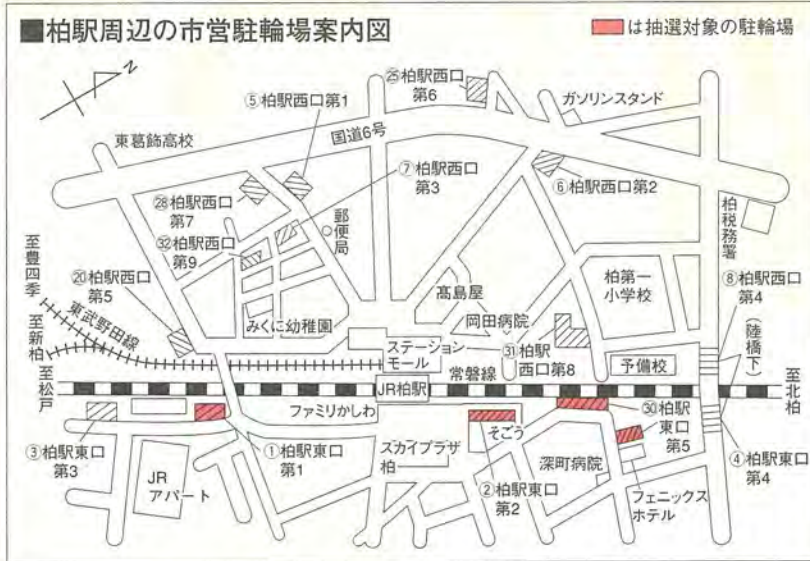 ■柏駅周辺の市営駐輪場案内図
は抽選対象の駐輪場
N
㉕柏駅西口
第6
ガソリンスタンド
⑤柏駅西口第1
国道6号
東葛飾高校
⑦柏駅西口
第3
⑥柏駅西口第2
㉘柏駅西口
第7
郵便局
柏税務署
㉜柏駅西口
第9
⑳柏駅西口
第5
至豊四季
柏第一
小学校
⑧柏駅西口
第4
髙島屋
岡田病院
東武野田線
みくに幼稚園
至新柏
ステーション
モール
㉛柏駅
西口第8
予備校
(陸橋下)
至松戸
常磐線
JR柏駅
至北柏
ファミリかしわ
㉚柏駅
東口
第5
③柏駅東口
第3
①柏駅東口
第1
スカイプラザ
柏
そごう
深町病院
④柏駅東口
第4
JR
アパート
②柏駅東口
第2
フェニックス
ホテル